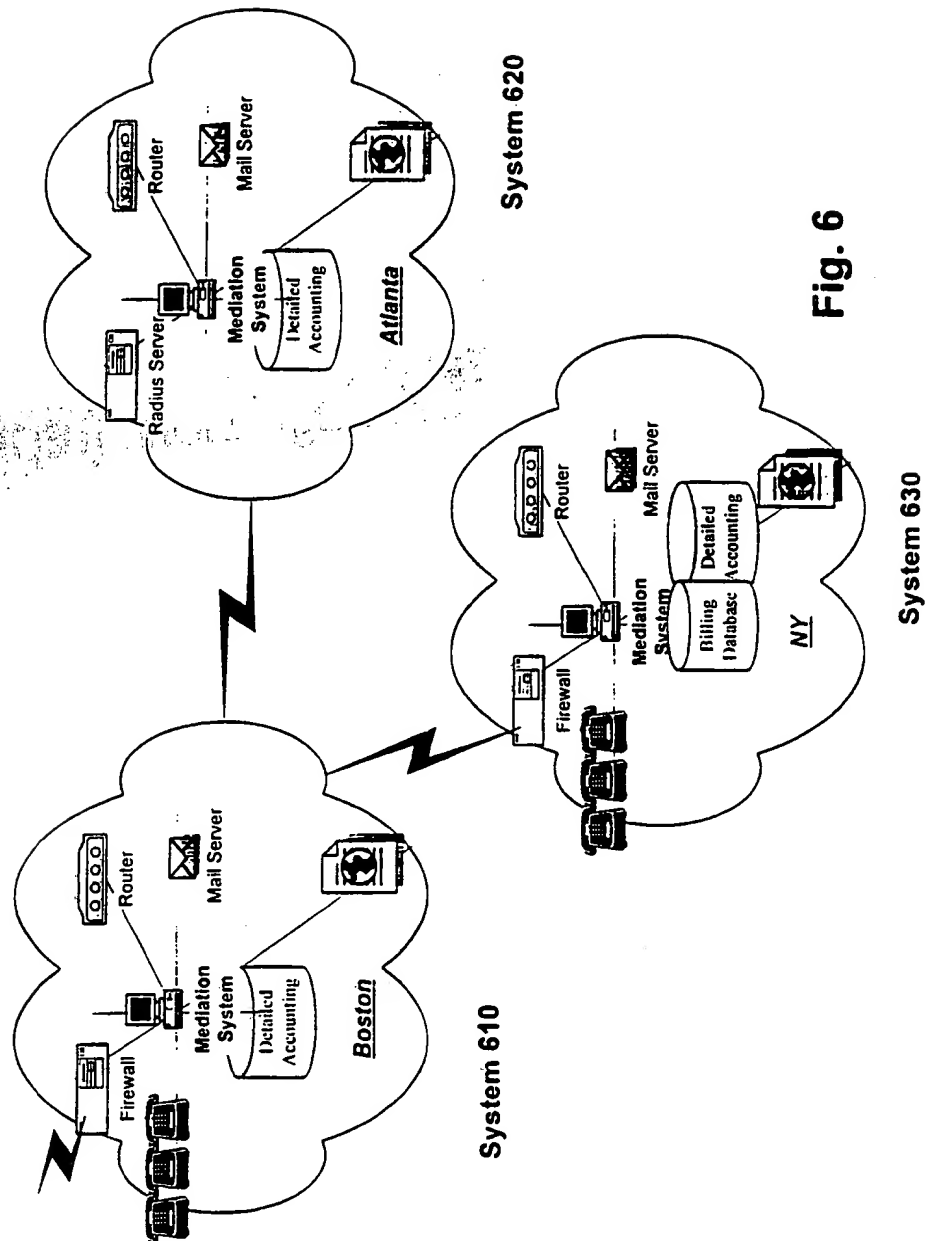 Firewall
Router
Mediation
System
Mail Server
Detailed
Accounting
Boston
System 610
Radius Server
Router
Mediation
System
Mail Server
Detailed
Accounting
Atlanta
System 620
Firewall
Router
Mediation
System
Mail Server
Billing
Database
Detailed
Accounting
NY
System 630
Fig. 6